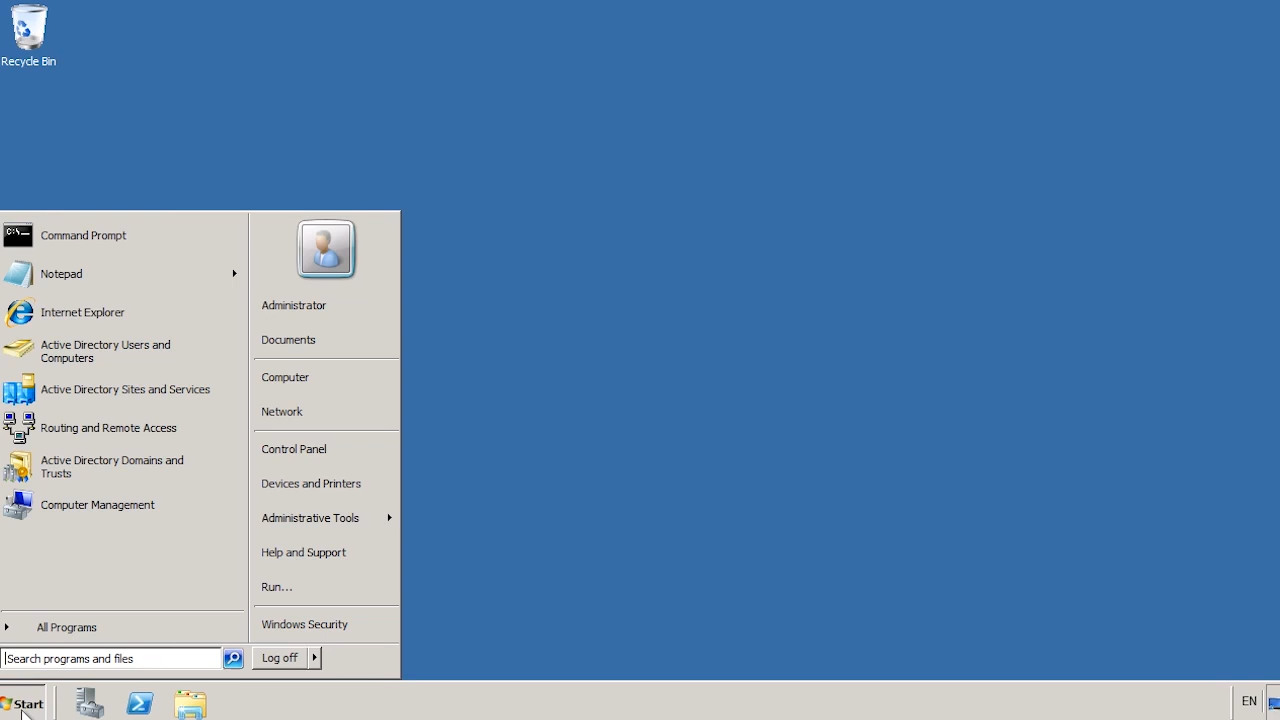 Recycle Bin
Command Prompt
Notepad
Internet Explorer
Active Directory Users and
Computers
Active Directory Sites and Services
Routing and Remote Access
Active Directory Domains and
Trusts
Computer Management
All Programs
Search programs and files
Administrator
Documents
Computer
Network
Control Panel
Devices and Printers
Administrative Tools
Help and Support
Run...
Windows Security
Log off
Start
EN